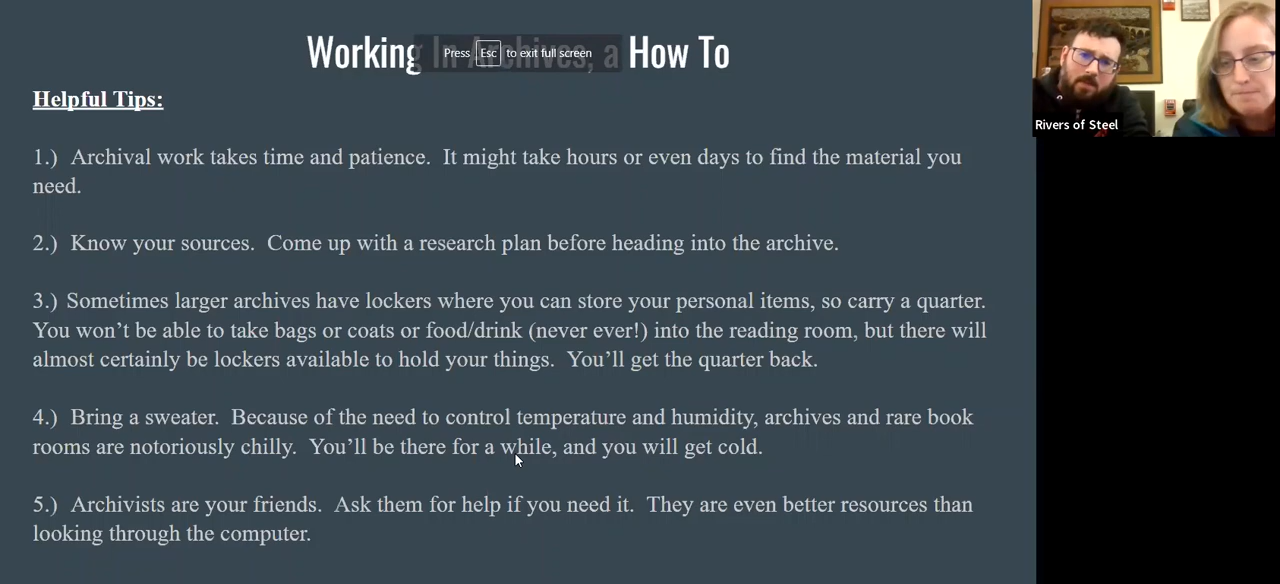 Working In Archives, a How To
Press Esc to exit full screen
Rivers of Steel
Helpful Tips:
1.) Archival work takes time and patience. It might take hours or even days to find the material you
need.
2.) Know your sources. Come up with a research plan before heading into the archive.
3.) Sometimes larger archives have lockers where you can store your personal items, so carry a quarter.
You won’t be able to take bags or coats or food/drink (never ever!) into the reading room, but there will
almost certainly be lockers available to hold your things. You’ll get the quarter back.
4.) Bring a sweater. Because of the need to control temperature and humidity, archives and rare book
rooms are notoriously chilly. You’ll be there for a while, and you will get cold.
5.) Archivists are your friends. Ask them for help if you need it. They are even better resources than
looking through the computer.